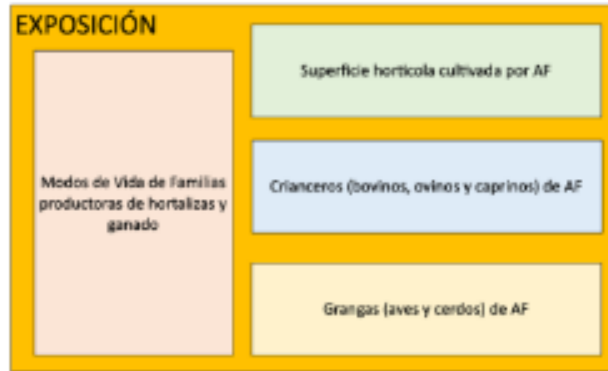 EXPOSICIÓN
Modos de Vida de Familias
productoras de hortalizas y
ganado
Superficie hortícola cultivada por AF
Crianceros (bovinos, ovinos y caprinos) de AF
Grangas (aves y cerdos) de AF